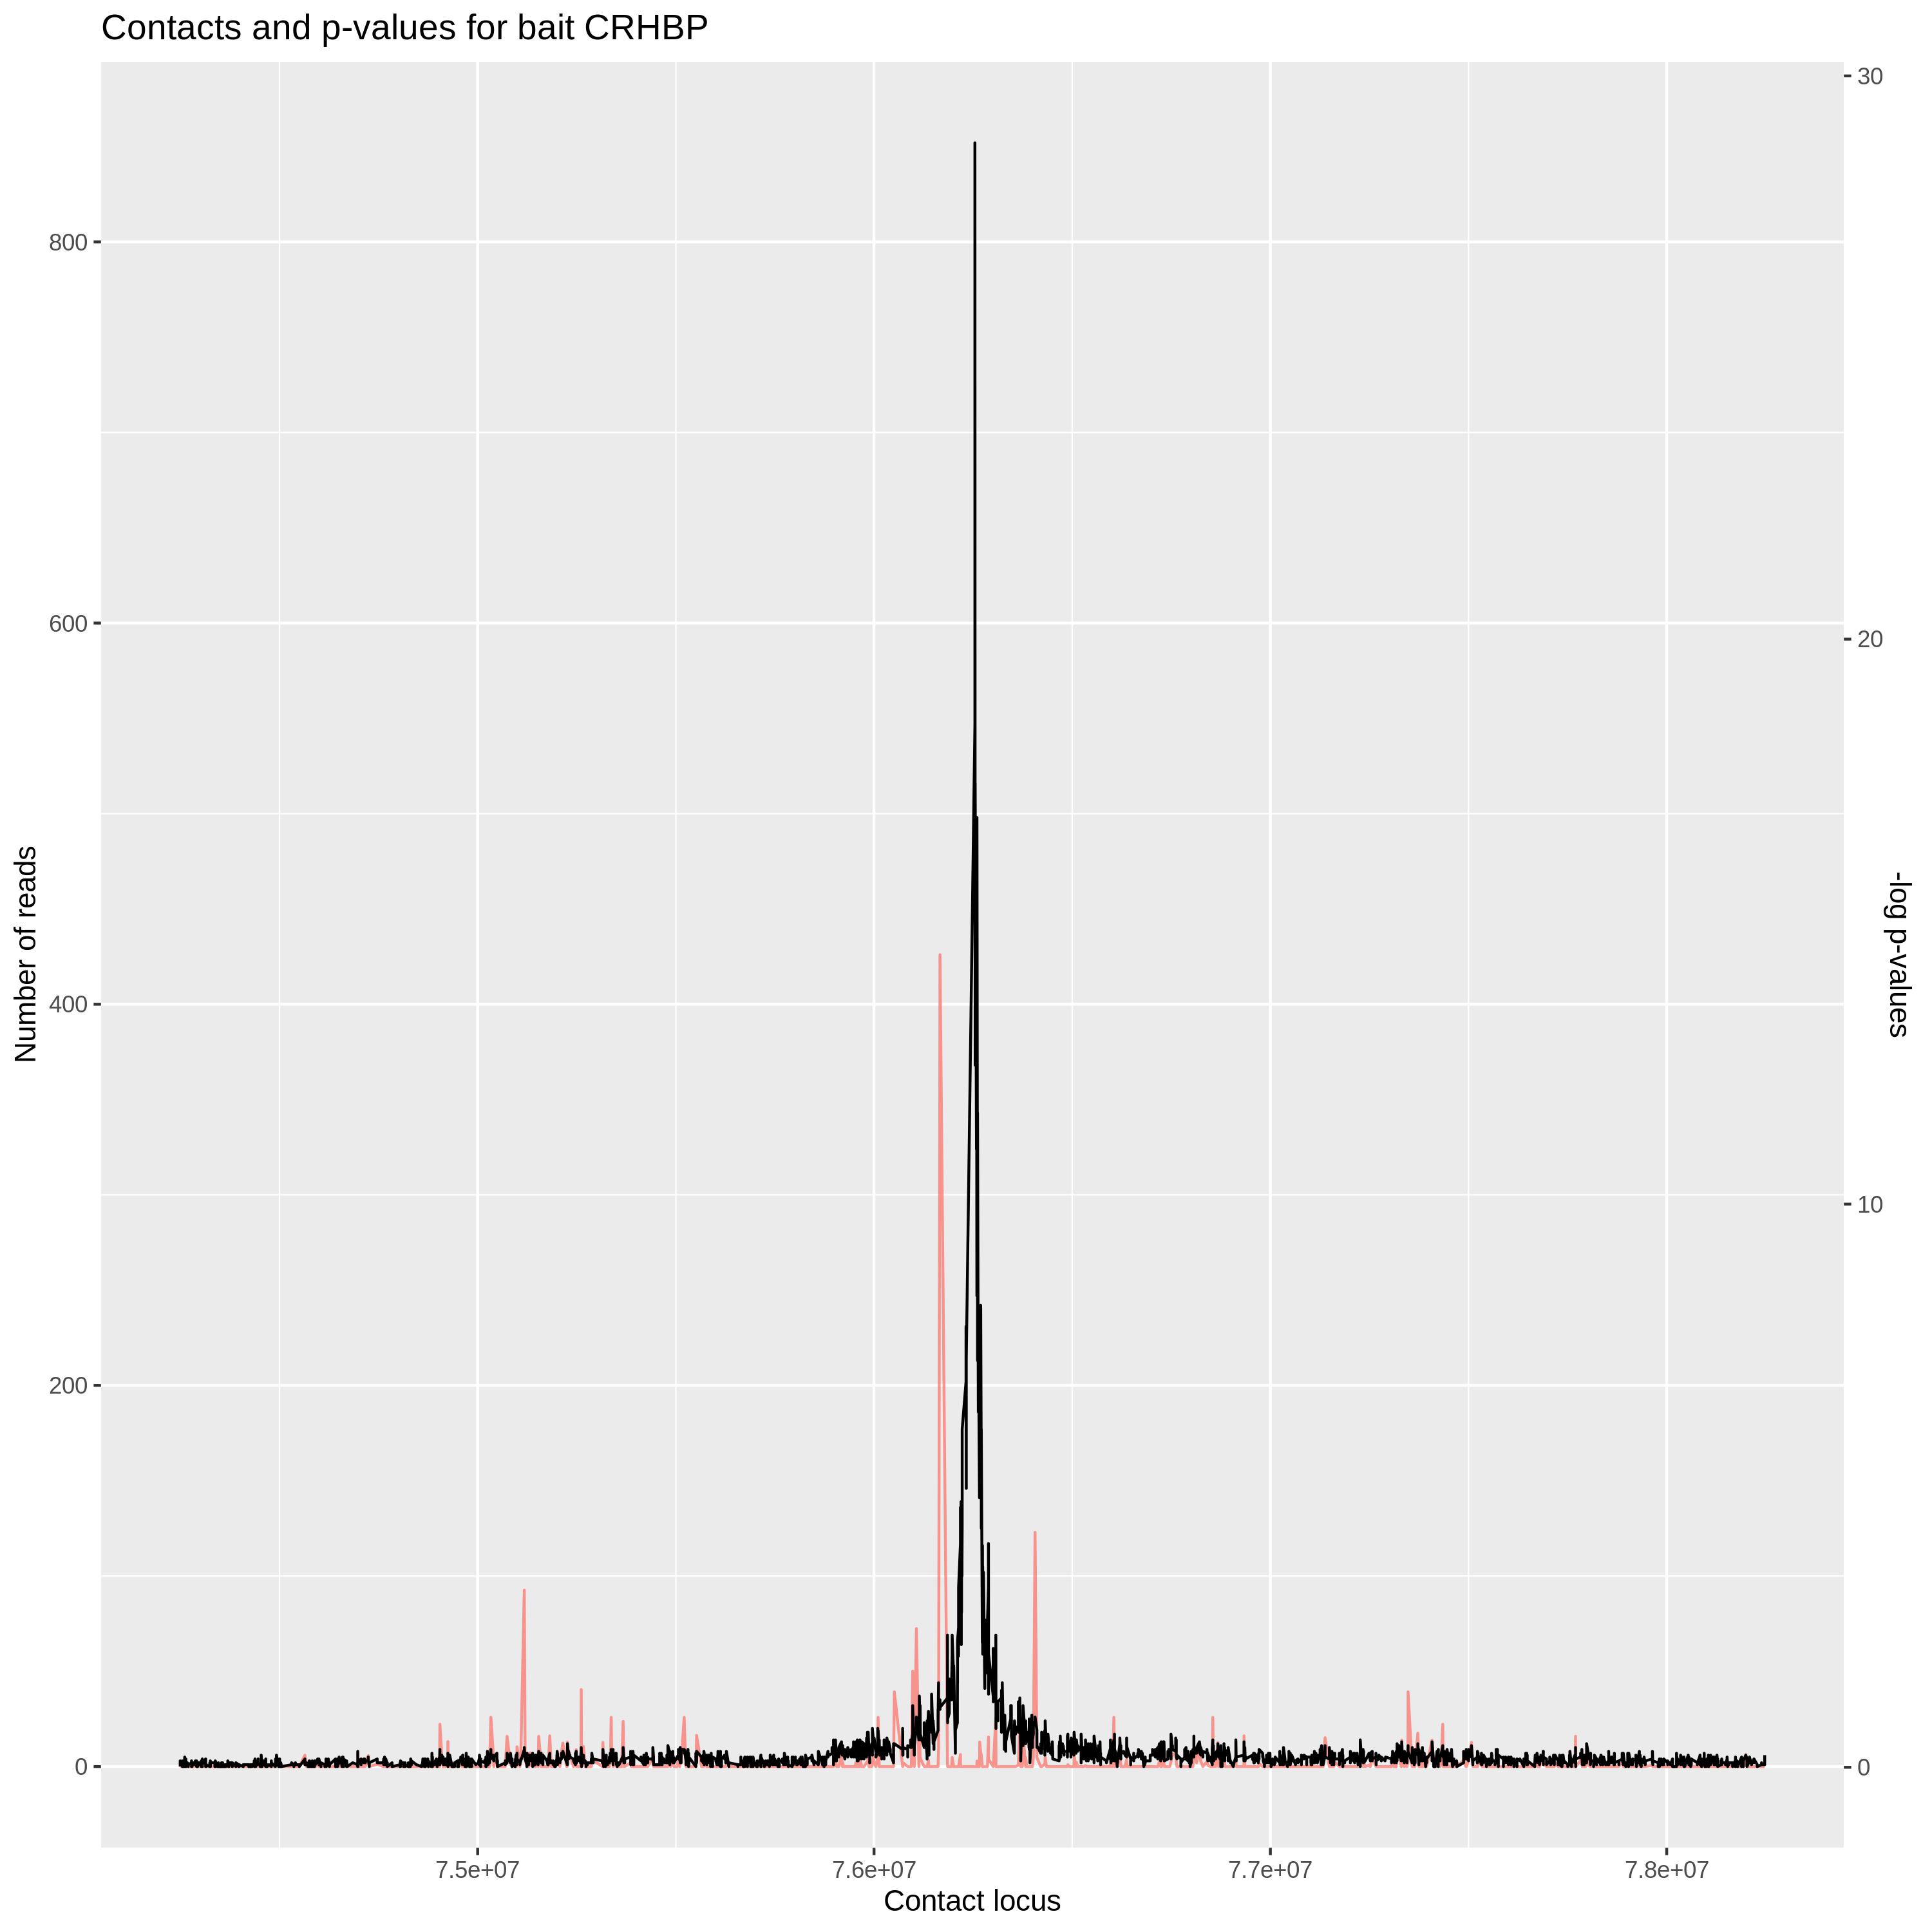 Contacts and p-values for bait CRHBP
30
800
20
600
Number of reads
-log p-values
400
10
200
0
0
7.5e+07
7.6e+07
7.7e+07
7.8e+07
Contact locus